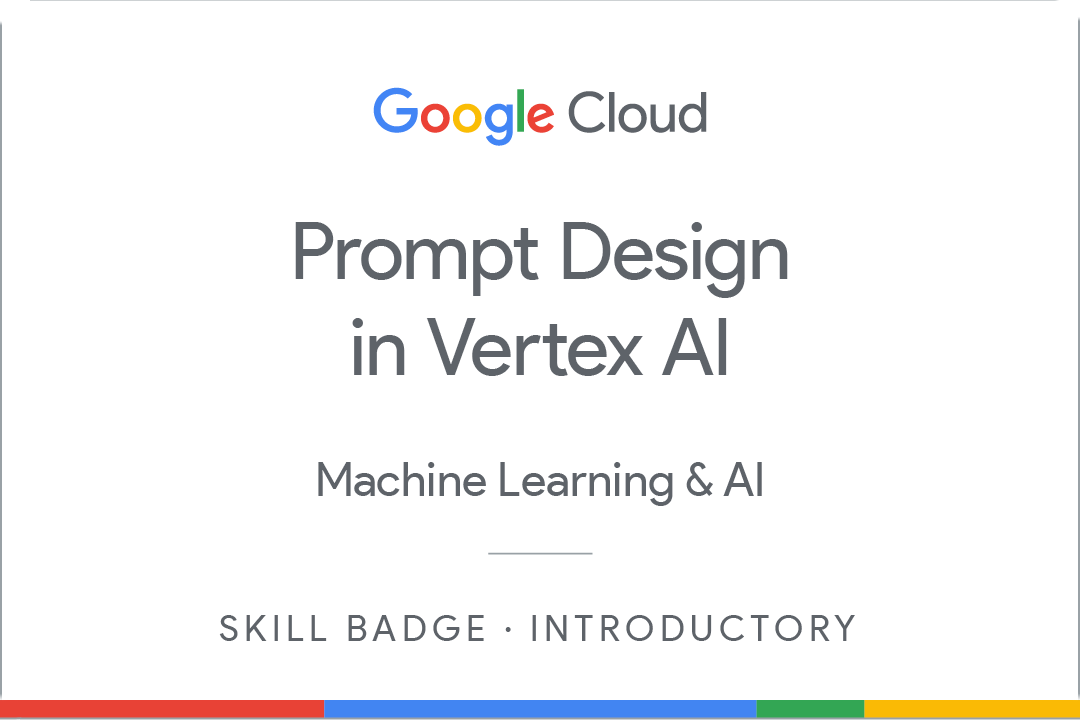 Google Cloud
Prompt Design
in Vertex AI
Machine Learning & AI
SKILL BADGE · INTRODUCTORY